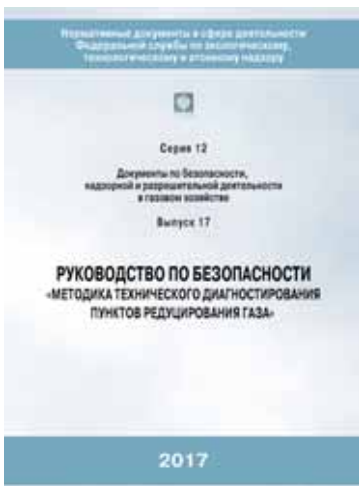 Нормативные документы в сфере деятельности
Федеральной службы по экологическому,
технологическому и атомному надзору
Серия 12
Документы по безопасности,
надзорной и разрешительной деятельности
в газовом хозяйстве
Выпуск 17
РУКОВОДСТВО ПО БЕЗОПАСНОСТИ
«МЕТОДИКА ТЕХНИЧЕСКОГО ДИАГНОСТИРОВАНИЯ
ПУНКТОВ РЕДУЦИРОВАНИЯ ГАЗА»
2017